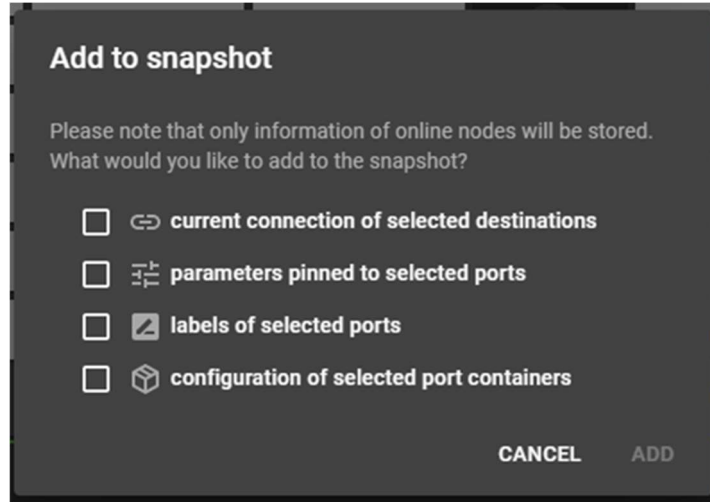 Add to snapshot
Please note that only information of online nodes will be stored.
What would you like to add to the snapshot?
current connection of selected destinations
parameters pinned to selected ports
labels of selected ports
configuration of selected port containers
CANCEL ADD